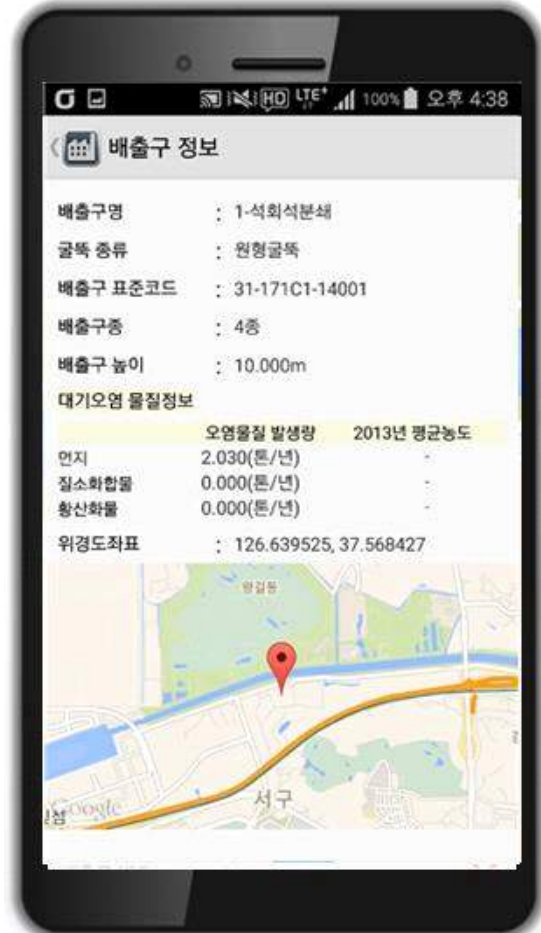 HD LTE+ 100% 오후 4:38
배출구 정보
배출구명 : 1-석회석분쇄
굴뚝 종류 : 원형굴뚝
배출구 표준코드 : 31-171C1-14001
배출구종 : 4종
배출구 높이 : 10.000m
대기오염 물질정보
오염물질 발생량 2013년 평균농도
먼지 2.030(톤/년) -
질소화합물 0.000(톤/년) -
황산화물 0.000(톤/년) -
위경도좌표 : 126.639525, 37.568427
서구
Google